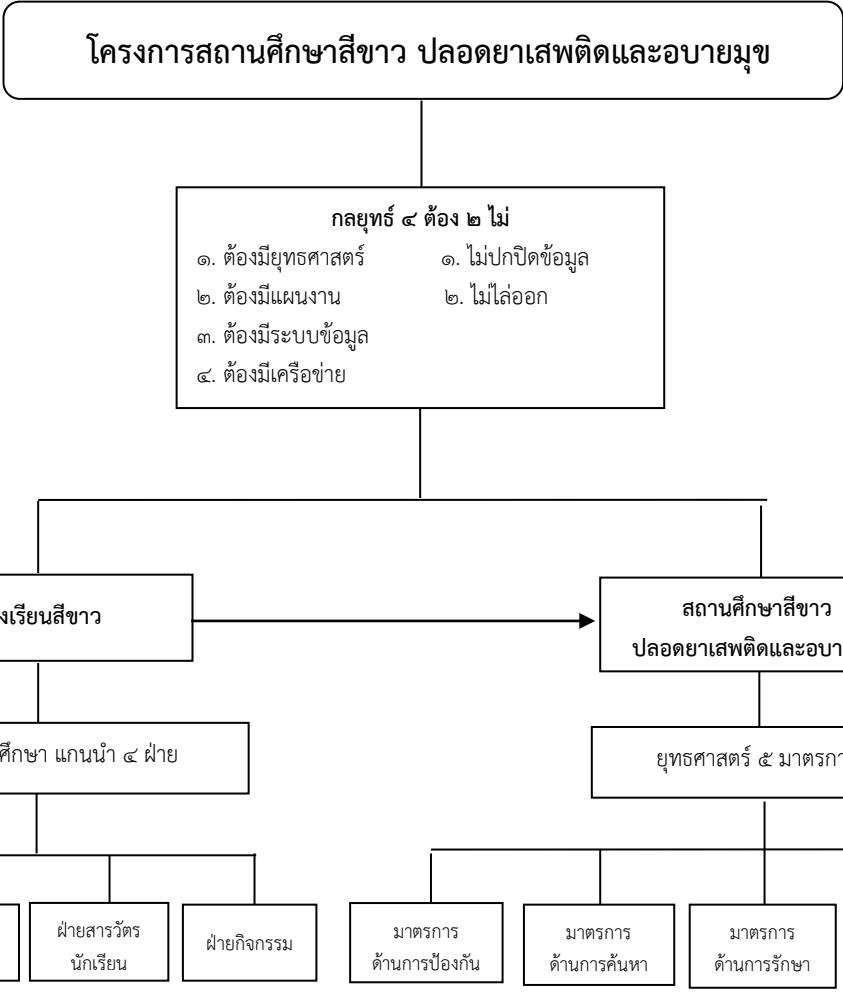 โครงการสถานศึกษาสีขาว ปลอดยาเสพติดและอบายมุข
กลยุทธ์ ๔ ต้อง ๒ ไม่
๑. ต้องมียุทธศาสตร์ ๑. ไม่ปกปิดข้อมูล
๒. ต้องมีแผนงาน ๒. ไม่ไล่ออก
๓. ต้องมีระบบข้อมูล
๔. ต้องมีเครือข่าย
งเรียนสีขาว
สถานศึกษาสีขาว
ปลอดยาเสพติดและอบา
ศึกษา แกนนำ ๔ ฝ่าย
ยุทธศาสตร์ ๕ มาตรกา
ฝ่ายสารวัตร
นักเรียน
ฝ่ายกิจกรรม
มาตรการ
ด้านการป้องกัน
มาตรการ
ด้านการค้นหา
มาตรการ
ด้านการรักษา